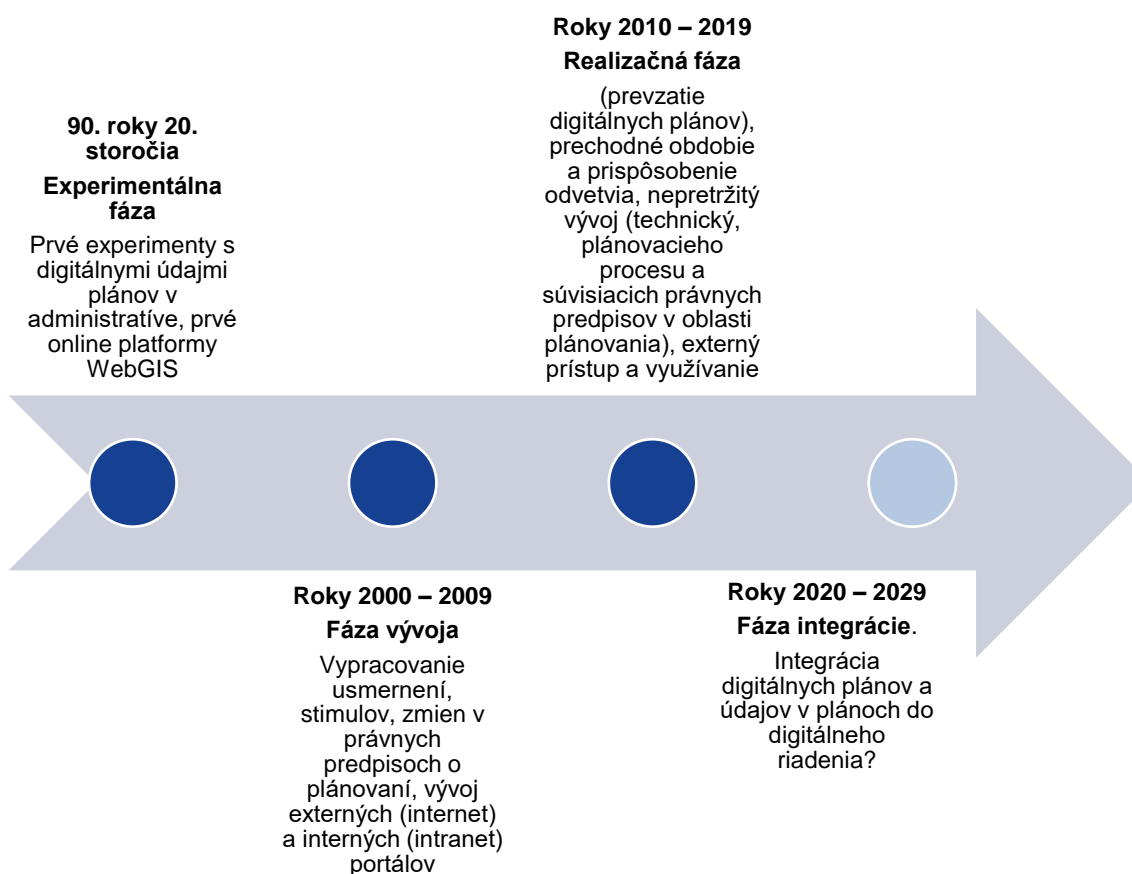 90. roky 20.
storočia
Experimentálna
fáza
Prvé experimenty s
digitálnymi údajmi
plánov v
administratíve, prvé
online platformy
WebGIS
Roky 2000 – 2009
Fáza vývoja
Vypracovanie
usmernení,
stimulov, zmien v
právnych
predpisoch o
plánovaní, vývoj
externých (internet)
a interných (intranet)
portálov
Roky 2010 – 2019
Realizačná fáza
(prevzatie
digitálnych plánov),
prechodné obdobie
a prispôsobenie
odvetvia, nepretržitý
vývoj (technický,
plánovacieho
procesu a
súvisiacich právnych
predpisov v oblasti
plánovania), externý
prístup a využívanie
Roky 2020 – 2029
Fáza integrácie.
Integrácia
digitálnych plánov a
údajov v plánoch do
digitálneho
riadenia?